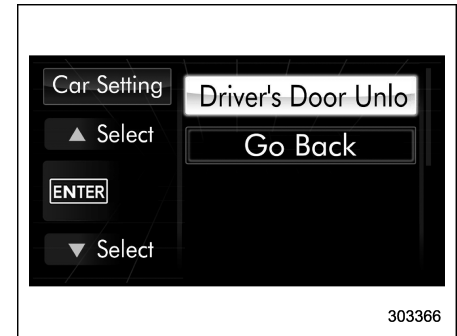 Car Setting
Driver's Door Unlo
▲ Select
Go Back
ENTER
▼ Select
303366